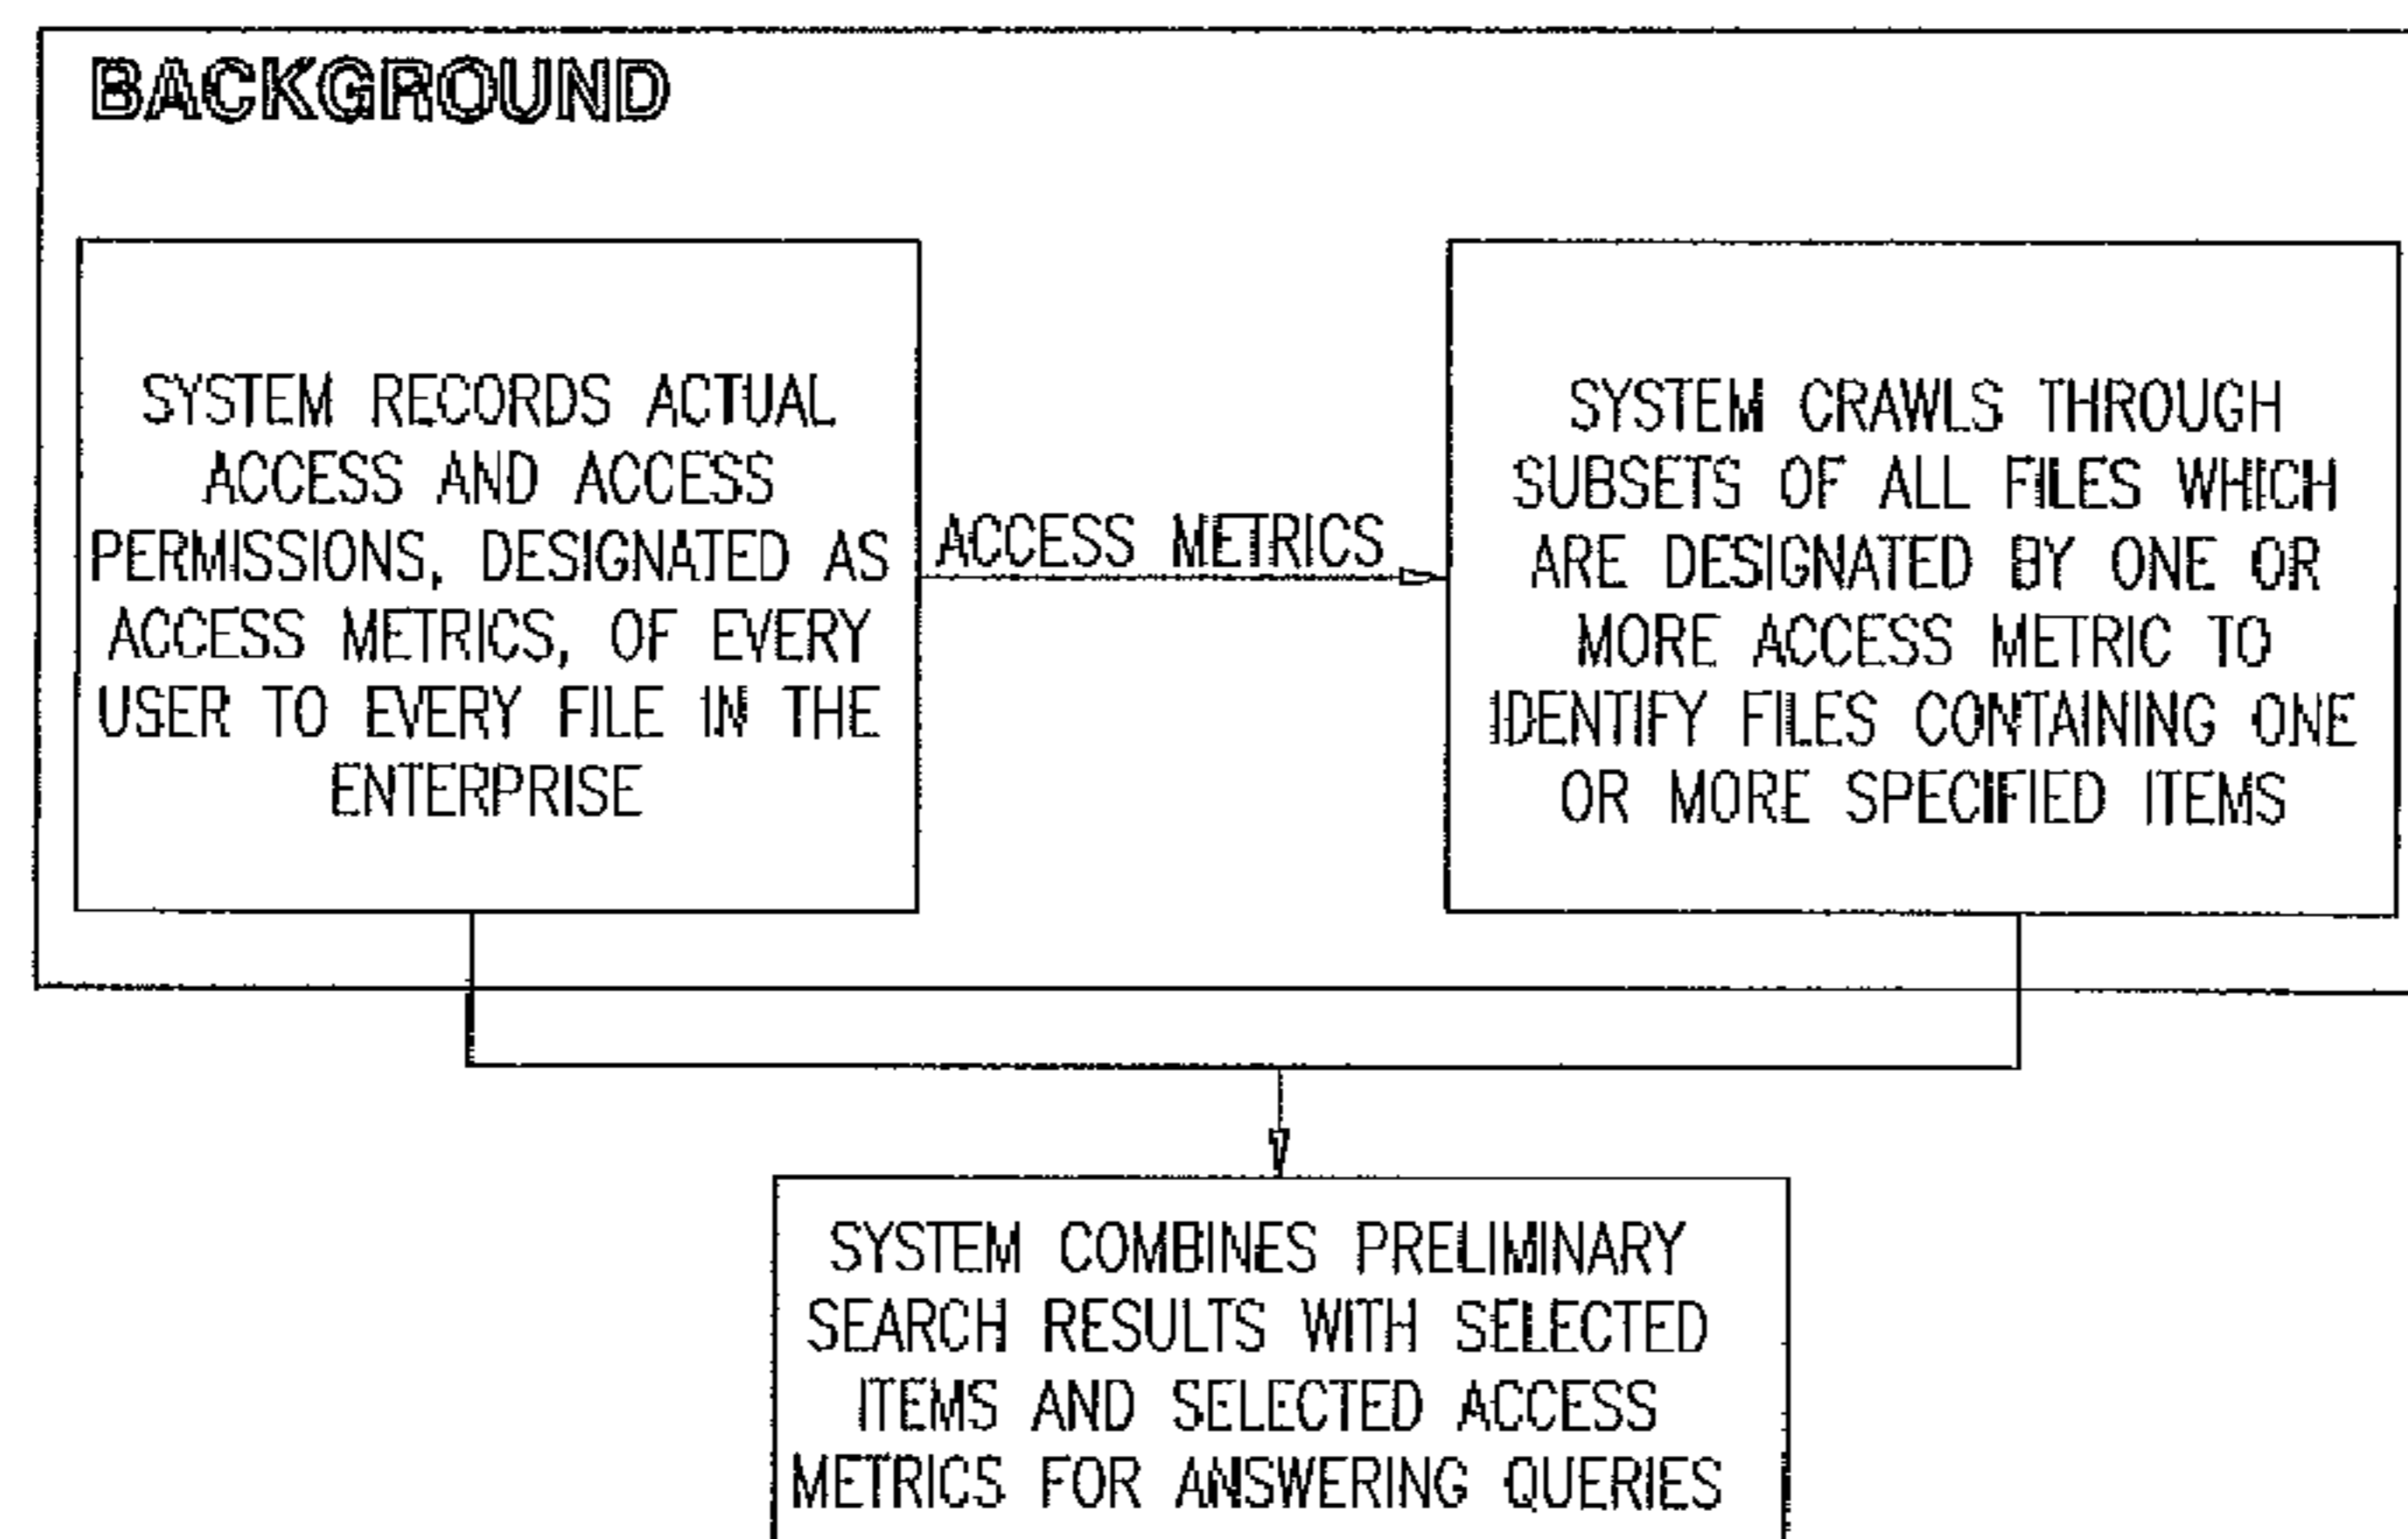 BACKGROUND
SYSTEM RECORDS ACTUAL
ACCESS AND ACCESS
PERMISSIONS, DESIGNATED AS
ACCESS METRICS, OF EVERY
USER TO EVERY FILE IN THE
ENTERPRISE
ACCESS METRICS
SYSTEM CRAWLS THROUGH
SUBSETS OF ALL FILES WHICH
ARE DESIGNATED BY ONE OR
MORE ACCESS METRIC TO
IDENTIFY FILES CONTAINING ONE
OR MORE SPECIFIED ITEMS
SYSTEM COMBINES PRELIMINARY
SEARCH RESULTS WITH SELECTED
ITEMS AND SELECTED ACCESS
METRICS FOR ANSWERING QUERIES